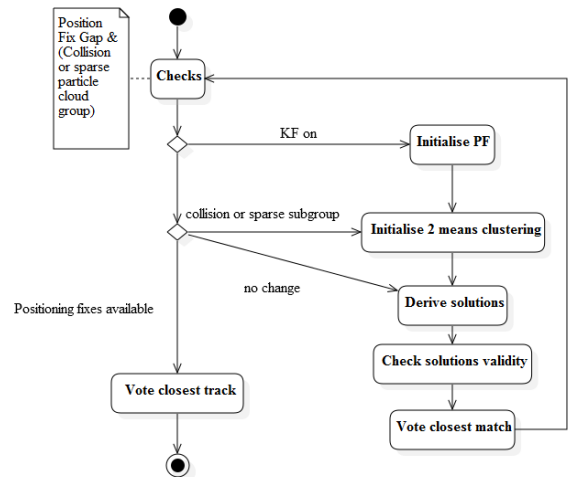 Position
Fix Gap &
(Collision
or sparse
particle
cloud
group)
Checks
KF on
Initialise PF
collision or sparse subgroup
Initialise 2 means clustering
no change
Derive solutions
Positioning fixes available
Check solutions validity
Vote closest track
Vote closest match